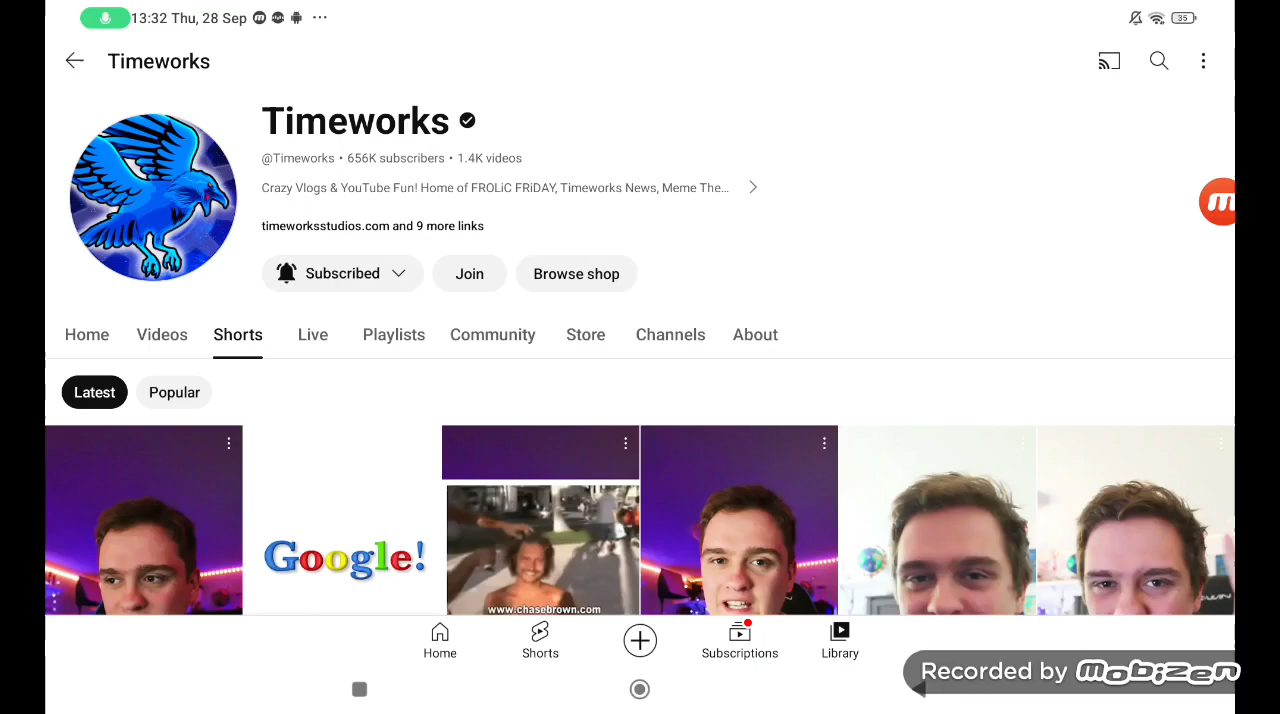 13:32 Thu, 28 Sep
35
Timeworks
Timeworks
@Timeworks • 656K subscribers • 1.4K videos
Crazy Vlogs & YouTube Fun! Home of FROLiC FRiDAY, Timeworks News, Meme The...
timeworksstudios.com and 9 more links
Subscribed
Join
Browse shop
Home
Videos
Shorts
Live
Playlists
Community
Store
Channels
About
Latest
Popular
Google!
www.chasebrown.com
Home
Shorts
Subscriptions
Library
Recorded by mobizen